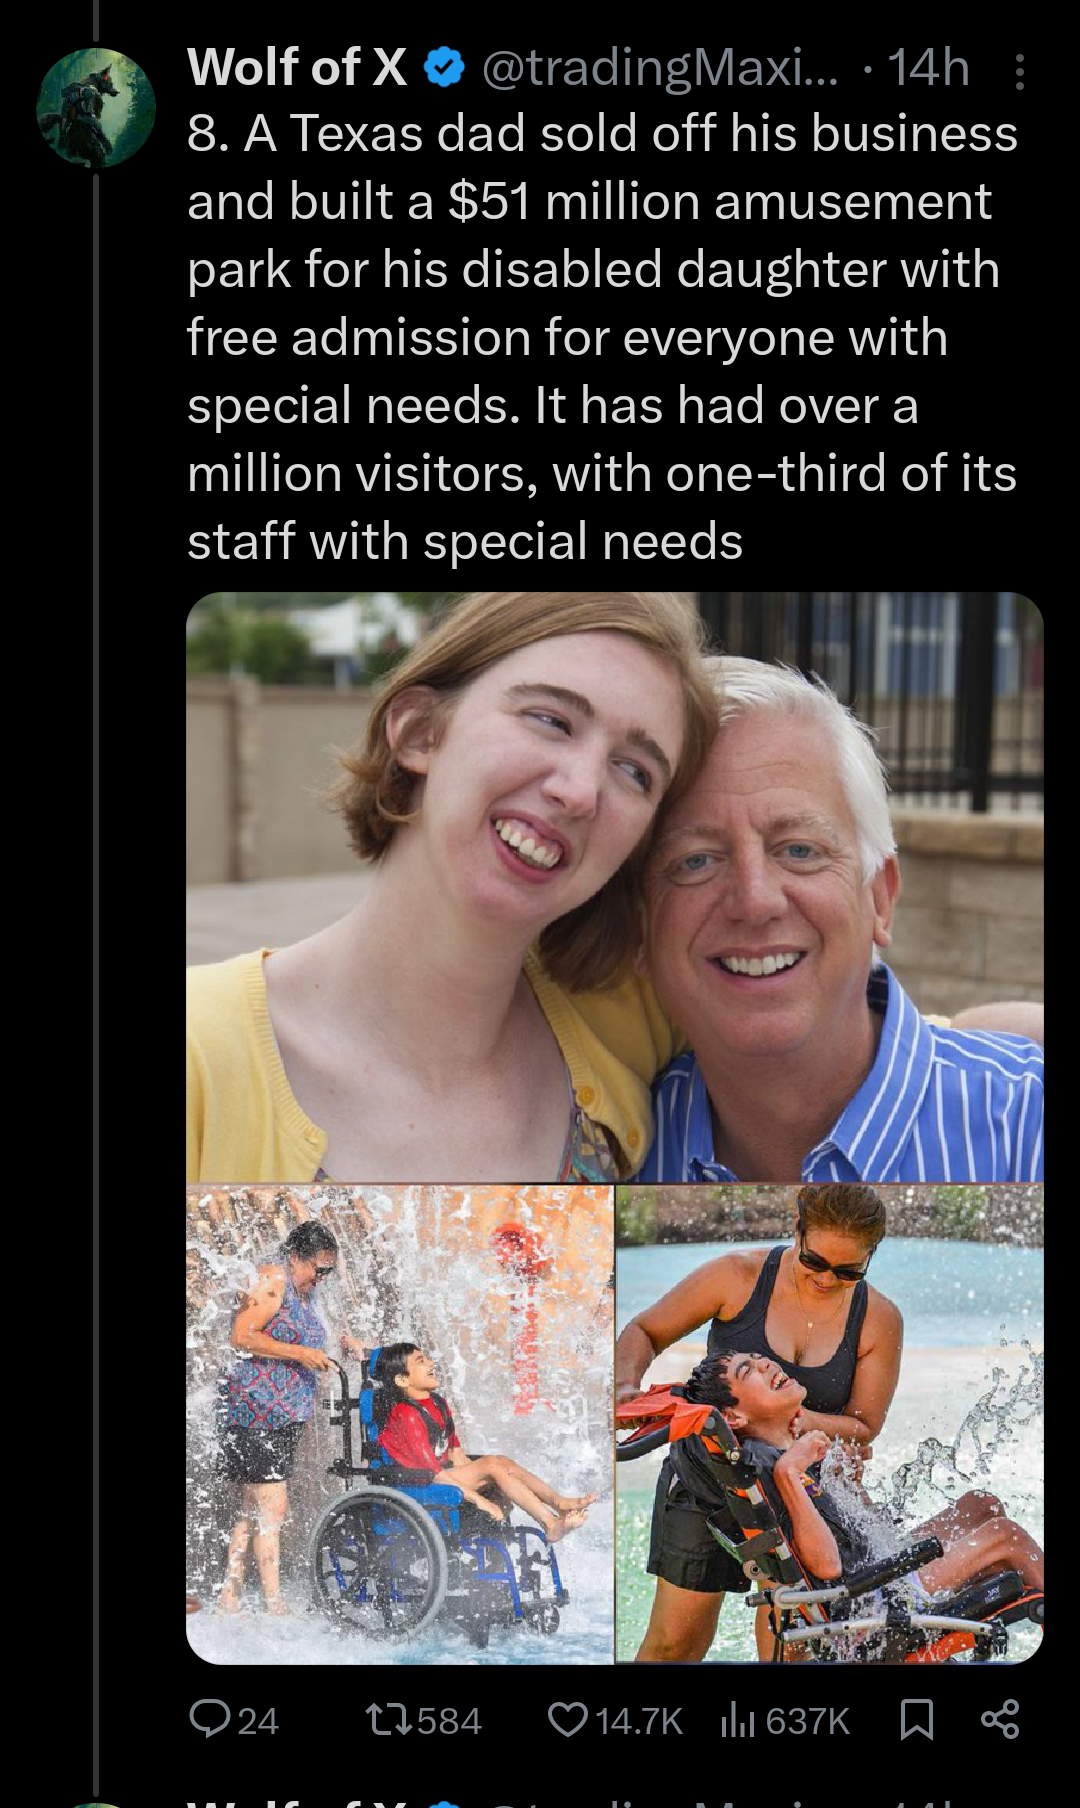 Wolf of X @tradingMaxi... · 14h
8. A Texas dad sold off his business
and built a $51 million amusement
park for his disabled daughter with
free admission for everyone with
special needs. It has had over a
million visitors, with one-third of its
staff with special needs
24 584 14.7K 637K